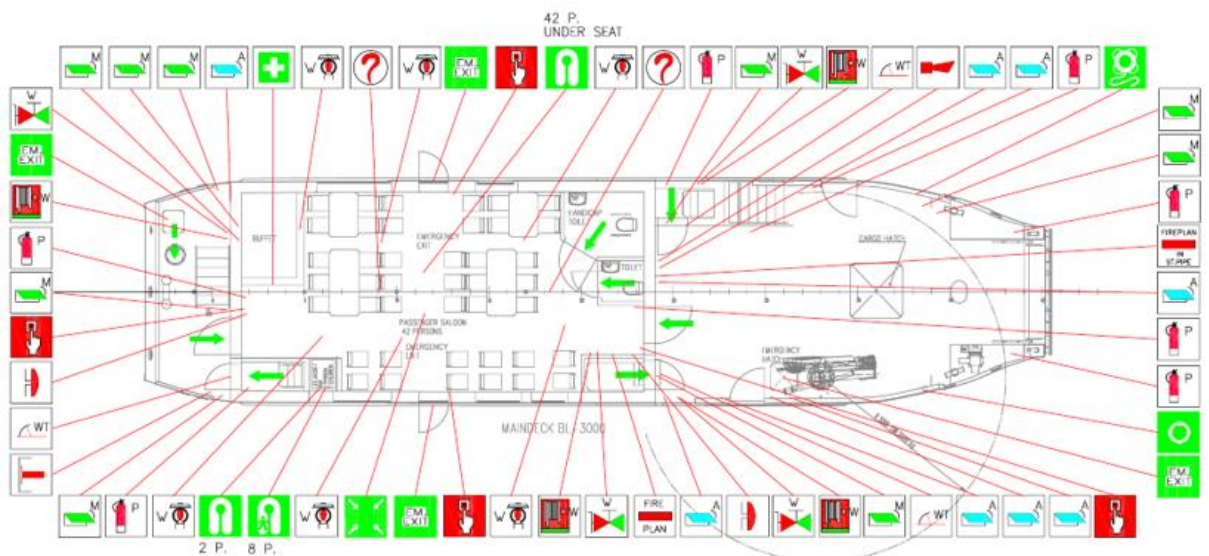 42 P.
UNDER SEAT
M M M A W ? W EM. EXIT W ? P M W W WT A A P
W
EM. EXIT
W
P
M
WT
M
M
P
FIREPLAN
IN
ST.PIPE
A
P
P
EM. EXIT
BUFFET
EMERGENCY
EXIT
HANDICAP
TOIL.
TOILET
CARGO HATCH
PASSENGER SALOON
42 PERSONS
EMERGENCY
EXIT
EMERGENCY
HATCH
MAINDECK BL+3000
M P W W EM. EXIT W W W FIRE PLAN A W W M WT A A A
2 P. 8 P.